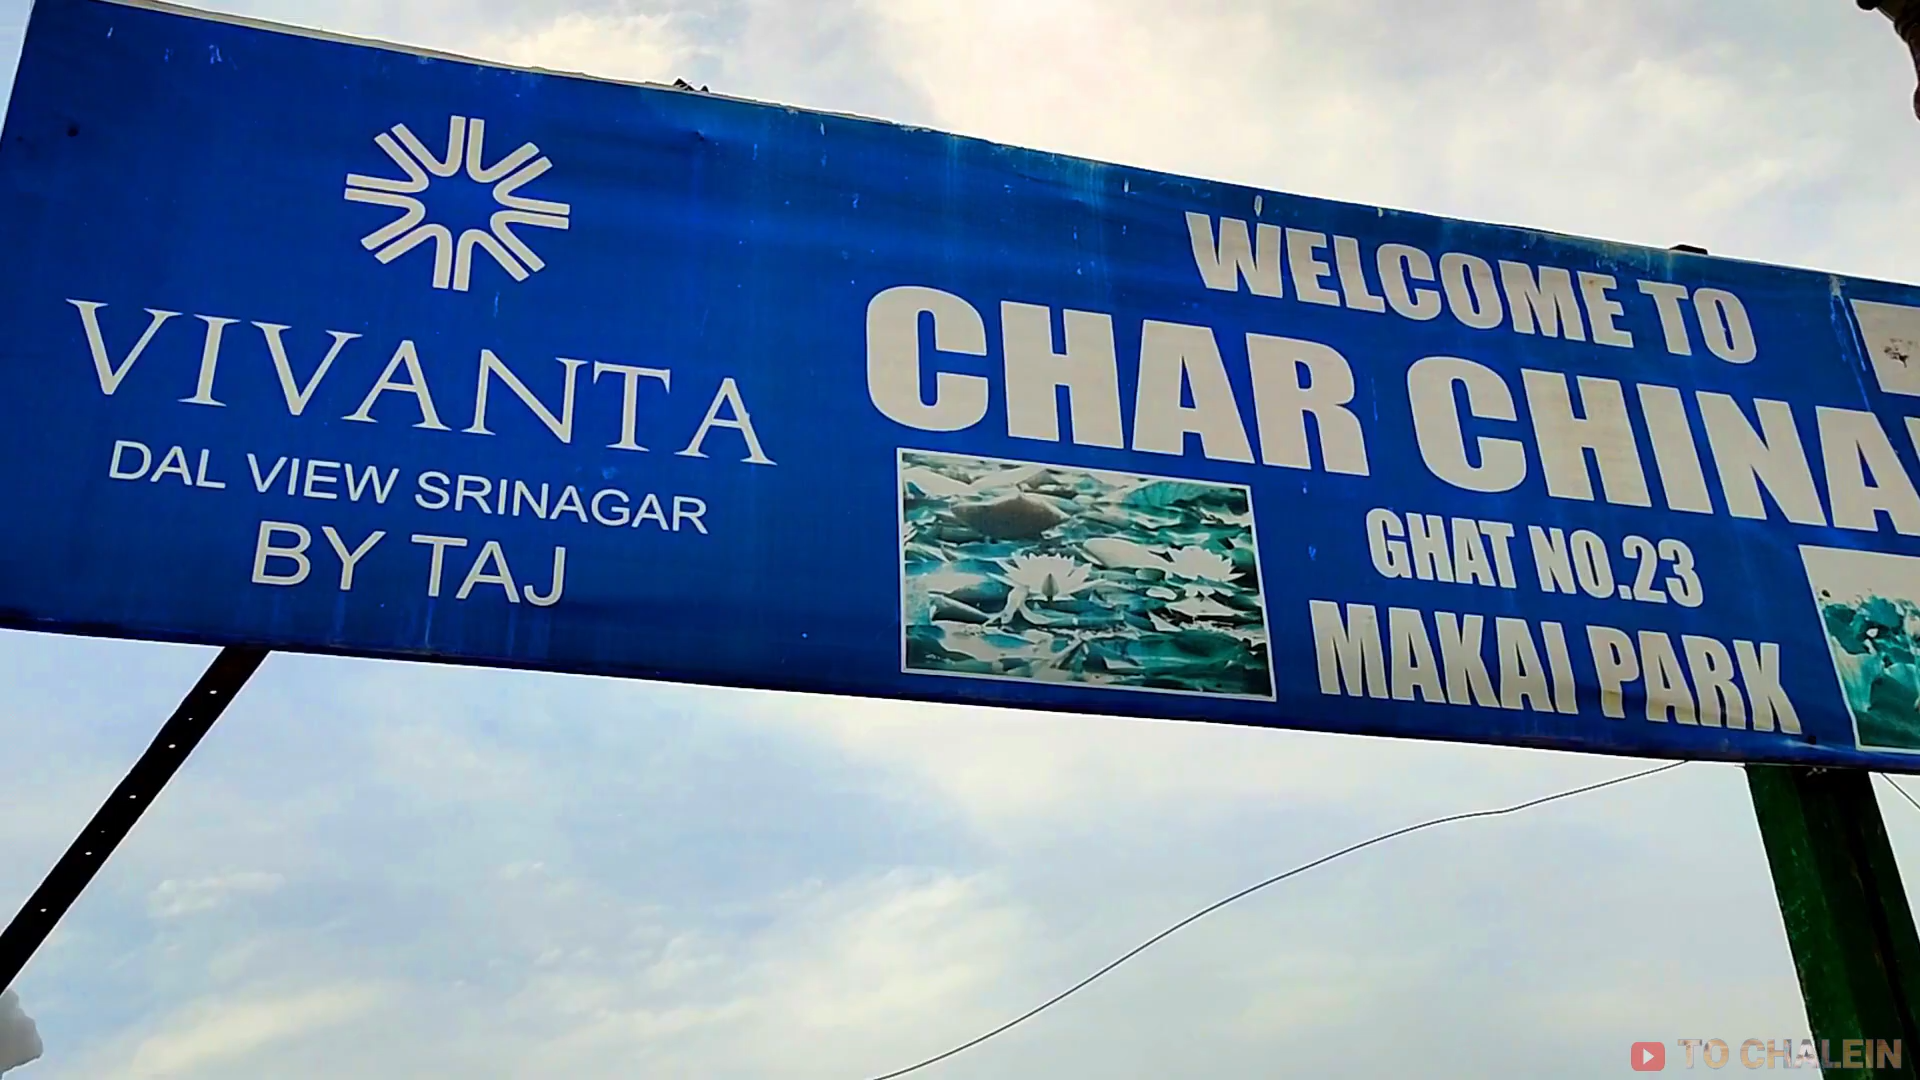 VIVANTA
DAL VIEW SRINAGAR
BY TAJ
WELCOME TO
CHAR CHINA
GHAT NO.23
MAKAI PARK
TO CHALEIN